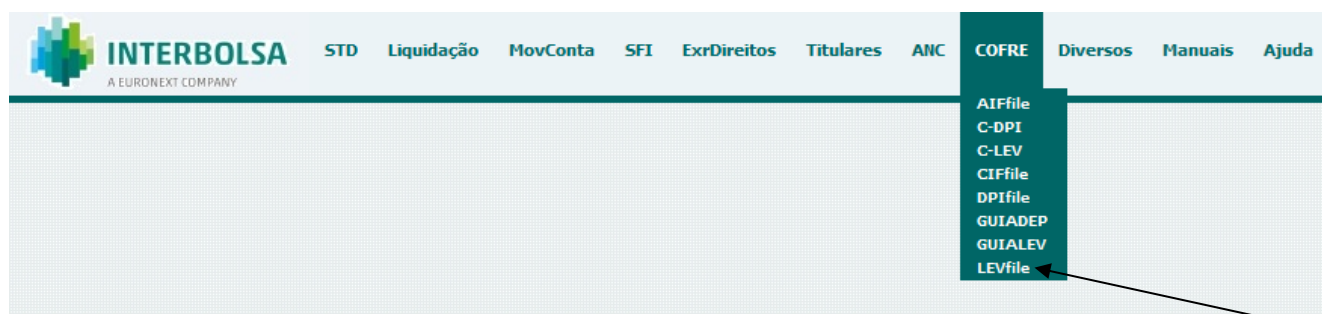 INTERBOLSA
A EURONEXT COMPANY
STD Liquidação MovConta SFI ExrDireitos Titulares ANC COFRE Diversos Manuais Ajuda
AIFfile
C-DPI
C-LEV
CIFfile
DPIfile
GUIADEP
GUIALEV
LEVfile